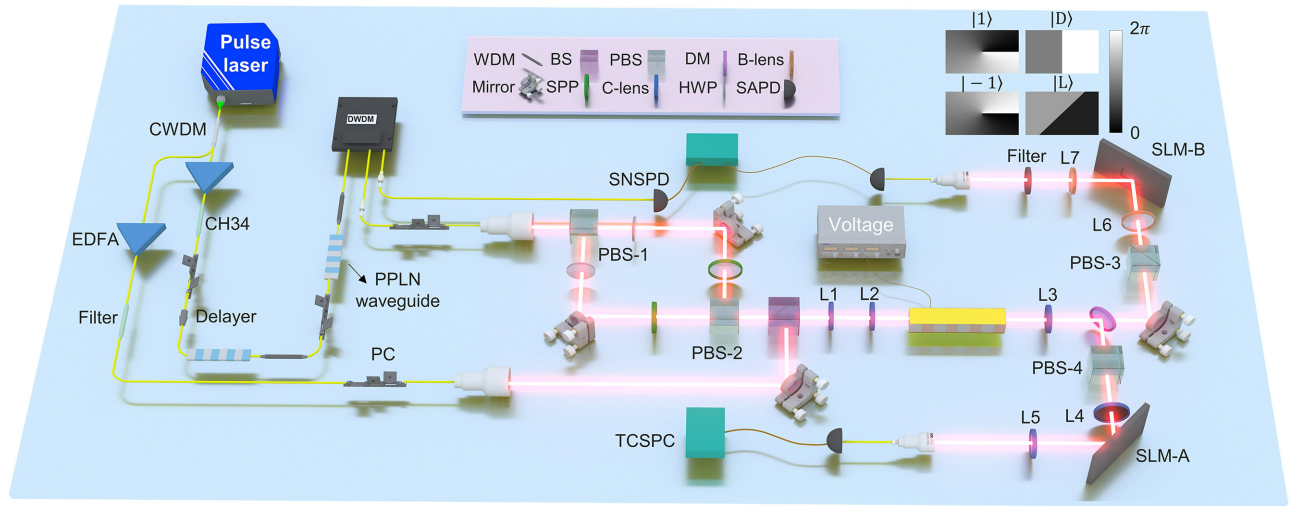 Pulse
laser
CWDM
CH34
EDFA
Filter
Delayer
PPLN
waveguide
PC
DWDM
WDM BS PBS DM B-lens
Mirror SPP C-lens HWP SAPD
SNSPD
PBS-1
PBS-2
Voltage
L1 L2
L3
Filter L7
SLM-B
L6
PBS-3
PBS-4
L4
L5
SLM-A
TCSPC
|1⟩ |D⟩
|−1⟩ |L⟩
2π
0